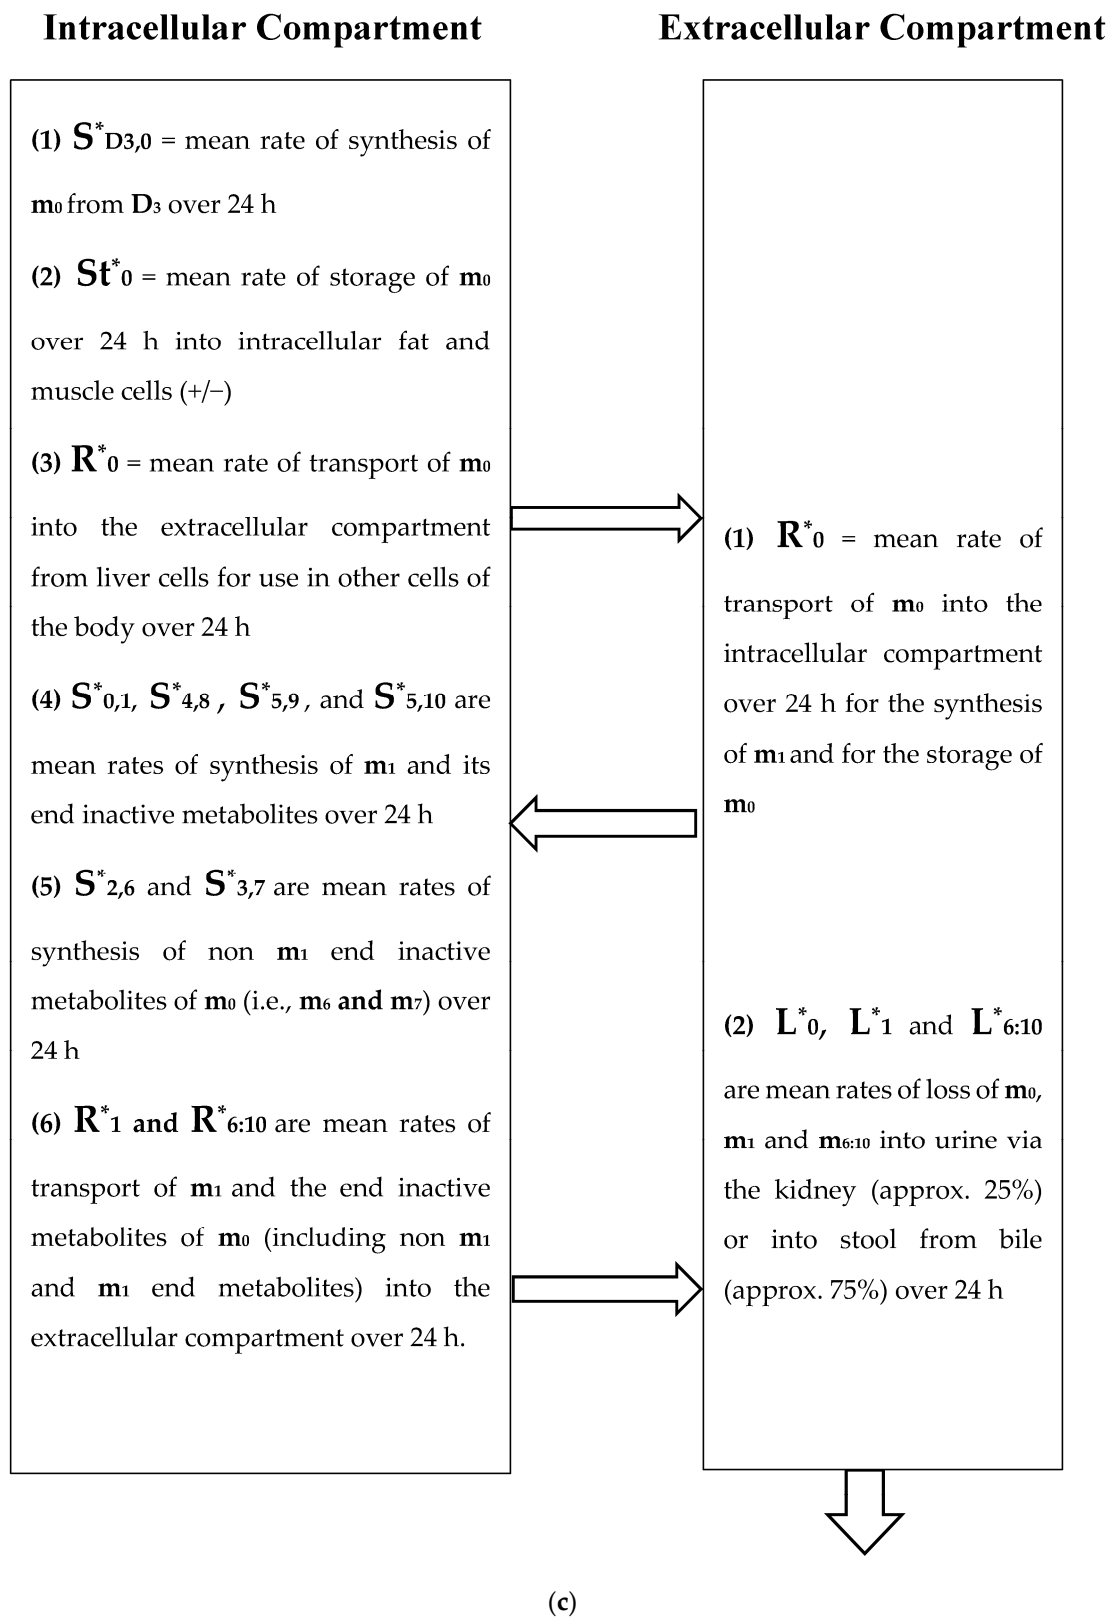 Intracellular Compartment
(1) S*D3,0 = mean rate of synthesis of
m0 from D3 over 24 h
(2) St*0 = mean rate of storage of m0
over 24 h into intracellular fat and
muscle cells (+/−)
(3) R*0 = mean rate of transport of m0
into the extracellular compartment
from liver cells for use in other cells of
the body over 24 h
(4) S*0,1, S*4,8 , S*5,9 , and S*5,10 are
mean rates of synthesis of m1 and its
end inactive metabolites over 24 h
(5) S*2,6 and S*3,7 are mean rates of
synthesis of non m1 end inactive
metabolites of m0 (i.e., m6 and m7) over
24 h
(6) R*1 and R*6:10 are mean rates of
transport of m1 and the end inactive
metabolites of m0 (including non m1
and m1 end metabolites) into the
extracellular compartment over 24 h.
Extracellular Compartment
(1) R*0 = mean rate of
transport of m0 into the
intracellular compartment
over 24 h for the synthesis
of m1 and for the storage of
m0
(2) L*0, L*1 and L*6:10
are mean rates of loss of m0,
m1 and m6:10 into urine via
the kidney (approx. 25%)
or into stool from bile
(approx. 75%) over 24 h
(c)